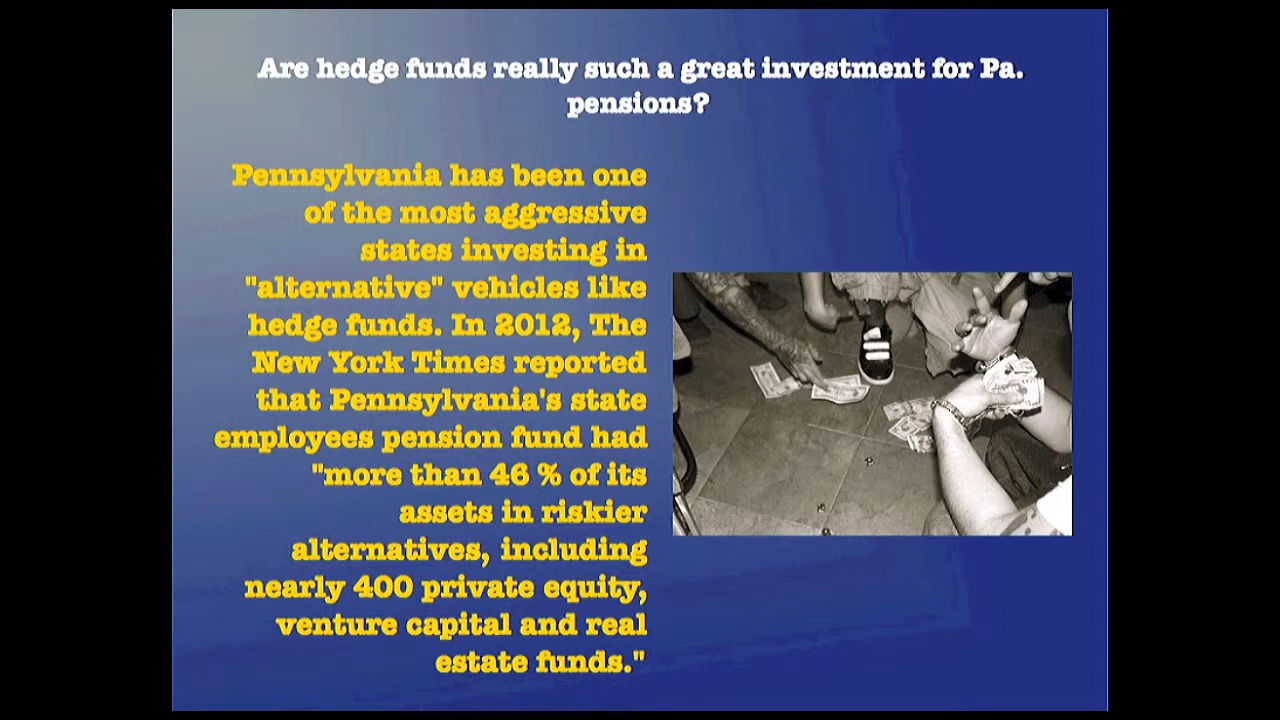 Are hedge funds really such a great investment for Pa.
pensions?
Pennsylvania has been one
of the most aggressive
states investing in
"alternative" vehicles like
hedge funds. In 2012, The
New York Times reported
that Pennsylvania's state
employees pension fund had
"more than 46 % of its
assets in riskier
alternatives, including
nearly 400 private equity,
venture capital and real
estate funds."